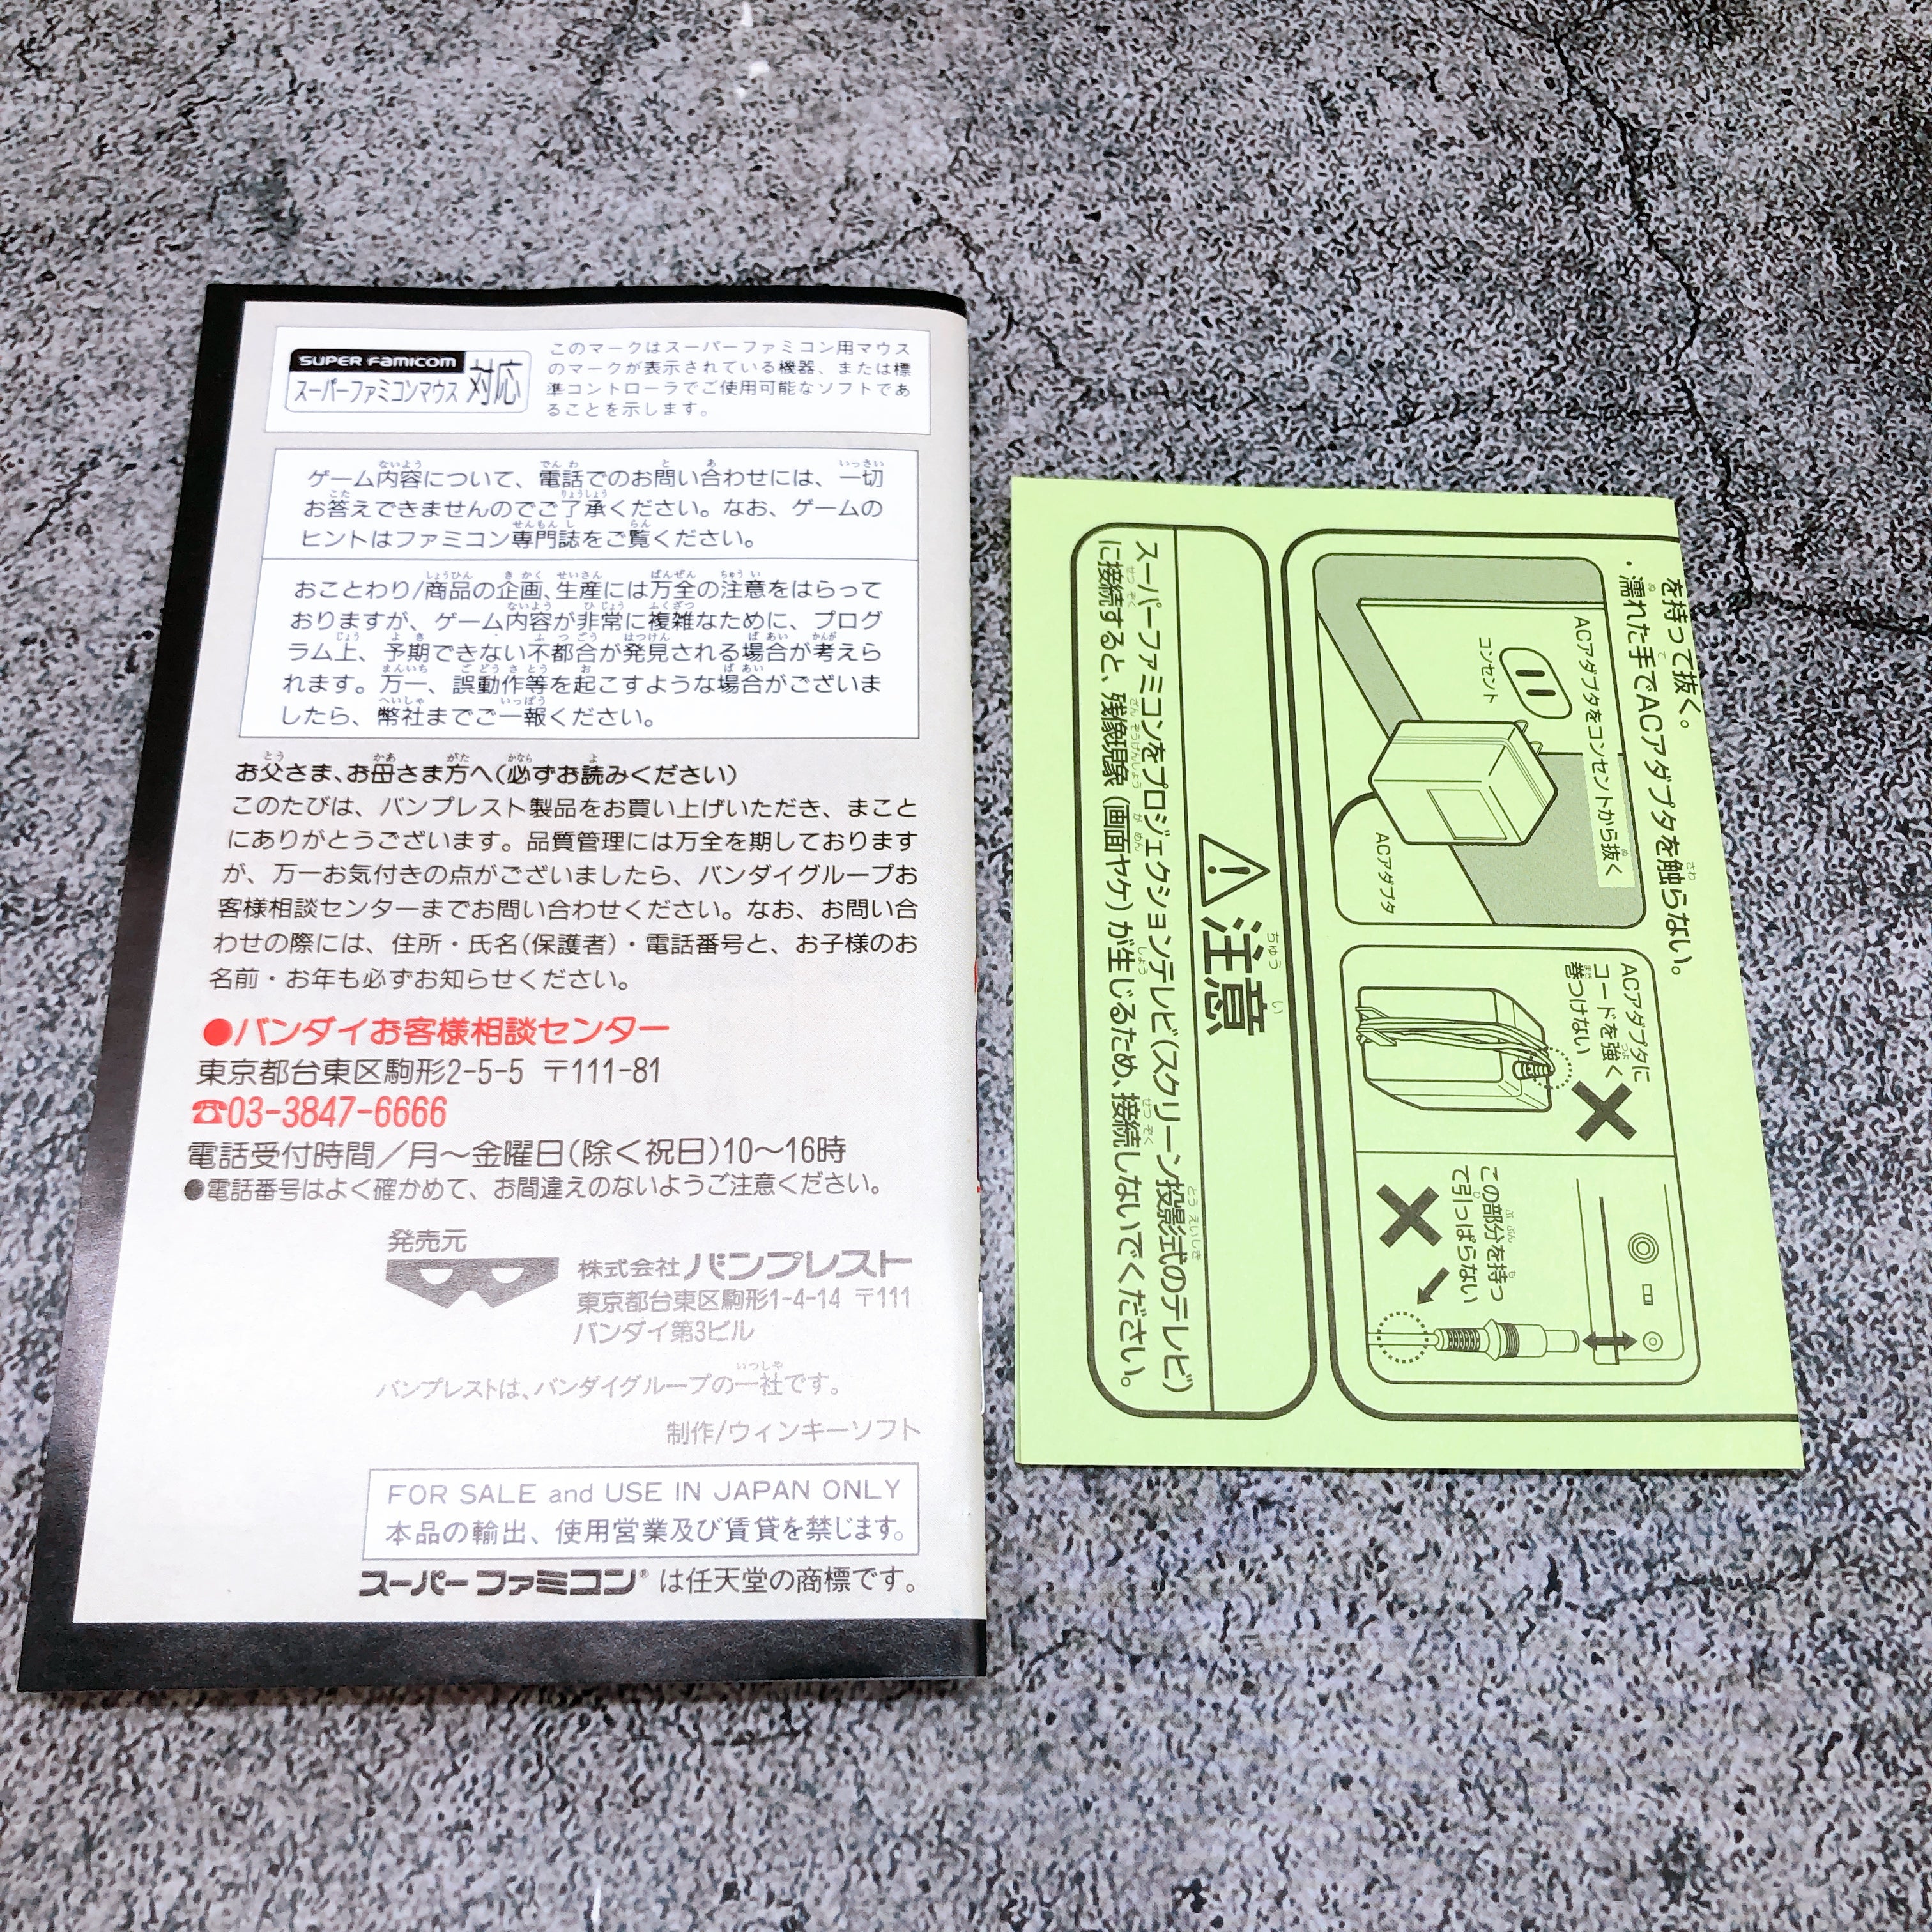 SUPER FAMICOM
スーパーファミコンマウス 対応
このマークはスーパーファミコン用マウス
のマークが表示されている機器、または標
準コントローラでご使用可能なソフトであ
ることを示します。
ゲーム内容について、電話でのお問い合わせには、一切
お答えできませんのでご了承ください。なお、ゲームの
ヒントはファミコン専門誌をご覧ください。
おことわり/商品の企画、生産には万全の注意をはらって
おりますが、ゲーム内容が非常に複雑なために、プログ
ラム上、予期できない不都合が発見される場合が考えら
れます。万一、誤動作等を起こすような場合がございま
したら、幣社までご一報ください。
お父さま、お母さま方へ(必ずお読みください)
このたびは、バンプレスト製品をお買い上げいただき、まこと
にありがとうございます。品質管理には万全を期しております
が、万一お気付きの点がございましたら、バンダイグループお
客様相談センターまでお問い合わせください。なお、お問い合
わせの際には、住所・氏名(保護者)・電話番号と、お子様のお
名前・お年も必ずお知らせください。
●バンダイお客様相談センター
東京都台東区駒形2-5-5 〒111-81
☎03-3847-6666
電話受付時間／月〜金曜日(除く祝日)10〜16時
●電話番号はよく確かめて、お間違えのないようご注意ください。
発売元
株式会社バンプレスト
東京都台東区駒形1-4-14 〒111
バンダイ第3ビル
バンプレストは、バンダイグループの一社です。
制作/ウィンキーソフト
FOR SALE and USE IN JAPAN ONLY
本品の輸出、使用営業及び賃貸を禁じます。
スーパーファミコン® は任天堂の商標です。
を持って抜く。
・濡れた手でACアダプタを触らない。
ACアダプタをコンセントから抜く
コンセント
ACアダプタ
ACアダプタに
コードを強く
巻つけない
この部分を持っ
て引っぱらない
注意
スーパーファミコンをプロジェクションテレビ(スクリーン投影式のテレビ)
に接続すると、残像現象(画面ヤケ)が生じるため、接続しないでください。